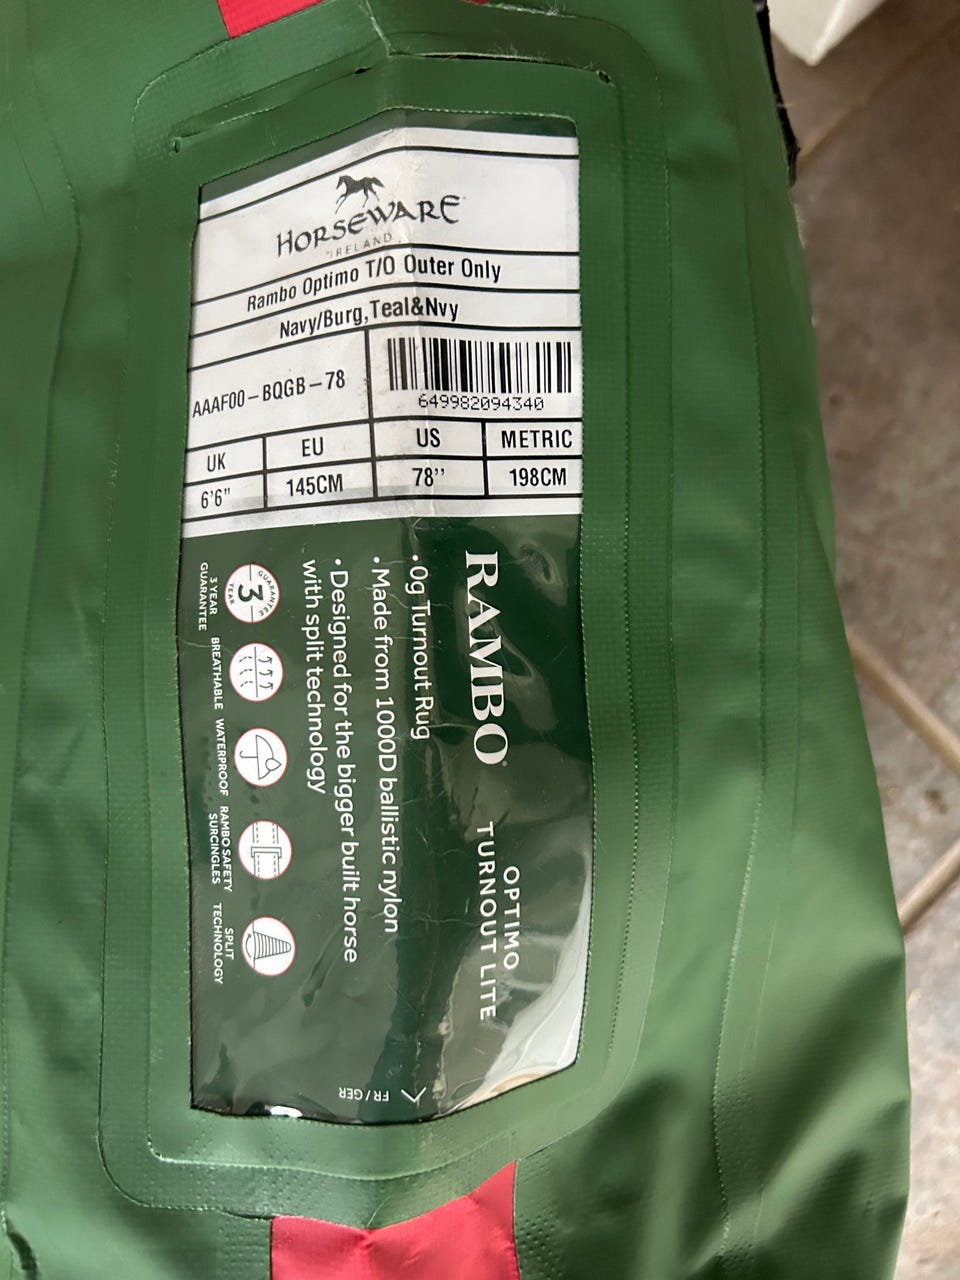 HORSEWARE
IRELAND
Rambo Optimo T/O Outer Only
Navy/Burg,Teal&Nvy
AAAF00-BQGB-78
649982094340
UK EU US METRIC
6'6" 145CM 78'' 198CM
RAMBO
OPTIMO
TURNOUT LITE
• 0g Turnout Rug
• Made from 1000D ballistic nylon
• Designed for the bigger built horse
with split technology
GUARANTEE
3
YEAR
3 YEAR
GUARANTEE
BREATHABLE
WATERPROOF
RAMBO SAFETY
SURCINGLES
SPLIT
TECHNOLOGY
FR / GER